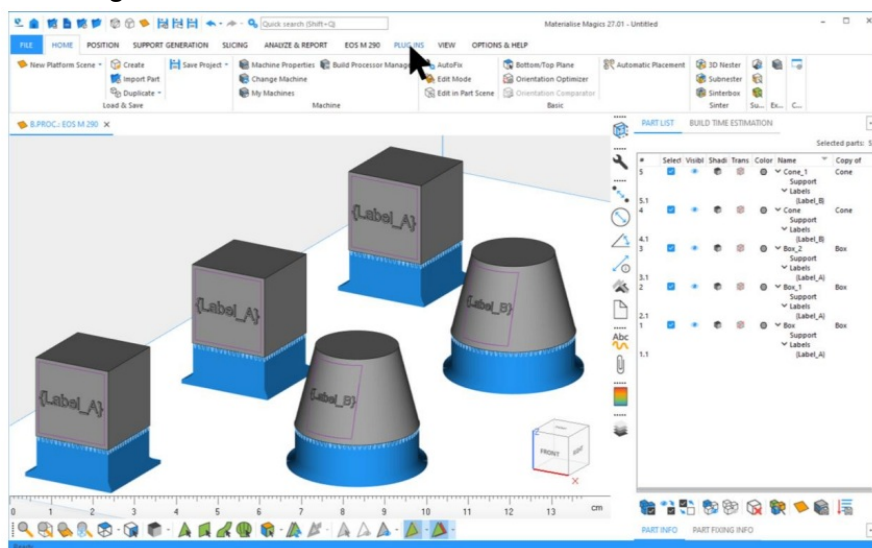 Quick search (Shift+Q)
Materialise Magics 27.01 - Untitled
FILE HOME POSITION SUPPORT GENERATION SLICING ANALYZE & REPORT EOS M 290 PLUG-INS VIEW OPTIONS & HELP
New Platform Scene Create Save Project Machine Properties Build Processor Manager AutoFix Bottom/Top Plane Automatic Placement 3D Nester
Import Part Change Machine Edit Mode Orientation Optimizer Subnester
Duplicate My Machines Edit in Part Scene Orientation Comparator Sinterbox
Load & Save Machine Basic Sinter Su... Ex... C...
B.PROC.: EOS M 290 X
PART LIST BUILD TIME ESTIMATION
Selected parts: 5
# Select Visibl Shadi Trans Color Name Copy of
5 Cone_1 Cone
Support
Labels
5.1 {Label_B}
4 Cone Cone
Support
Labels
4.1 {Label_B}
3 Box_2 Box
Support
Labels
3.1 {Label_A}
2 Box_1 Box
Support
Labels
2.1 {Label_A}
1 Box Box
Support
Labels
1.1 {Label_A}
Abc
{Label_A}
{Label_A}
{Label_B}
{Label_A}
{Label_B}
Z
FRONT
X
0 1 2 3 4 5 6 7 8 9 10 11 12 13 cm
PART INFO PART FIXING INFO
Ready